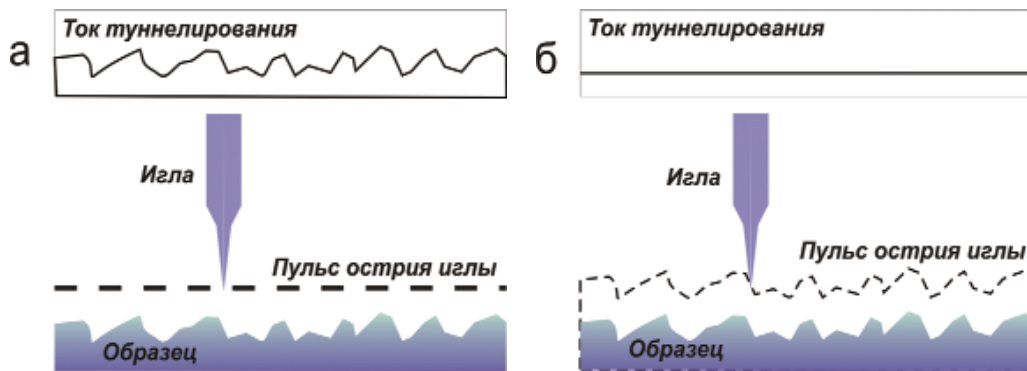 а
Ток туннелирования
Игла
Пульс острия иглы
Образец
б
Ток туннелирования
Игла
Пульс острия иглы
Образец